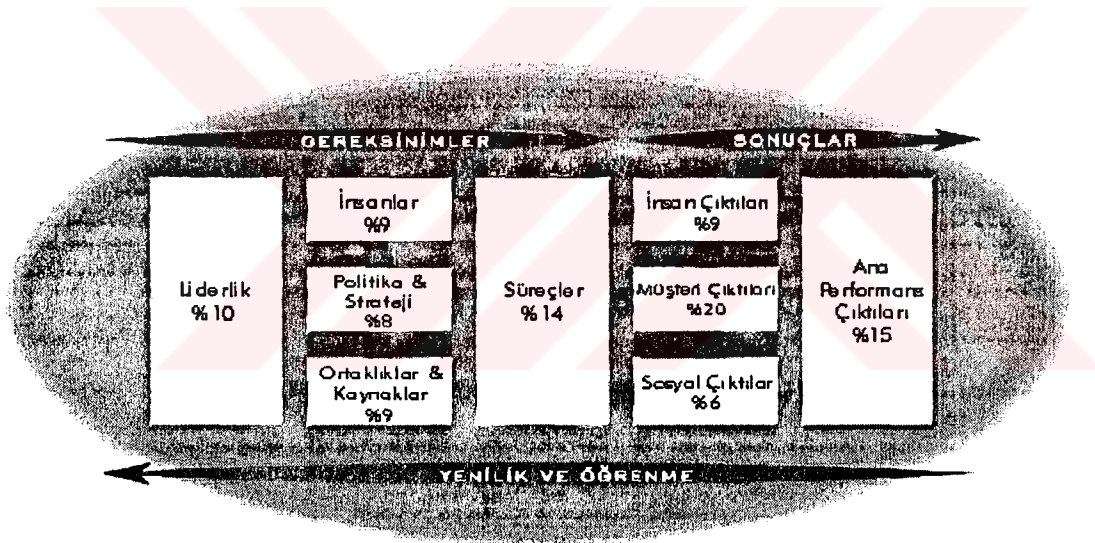 GEREKSİNİMLER
SONUÇLAR
Liderlik
%10
İnsanlar
%9
Politika &
Strateji
%8
Ortaklıklar &
Kaynaklar
%9
Süreçler
%14
İnsan Çıktıları
%9
Müşteri Çıktıları
%20
Sosyal Çıktılar
%6
Ana
Performans
Çıktıları
%15
YENİLİK VE ÖĞRENME